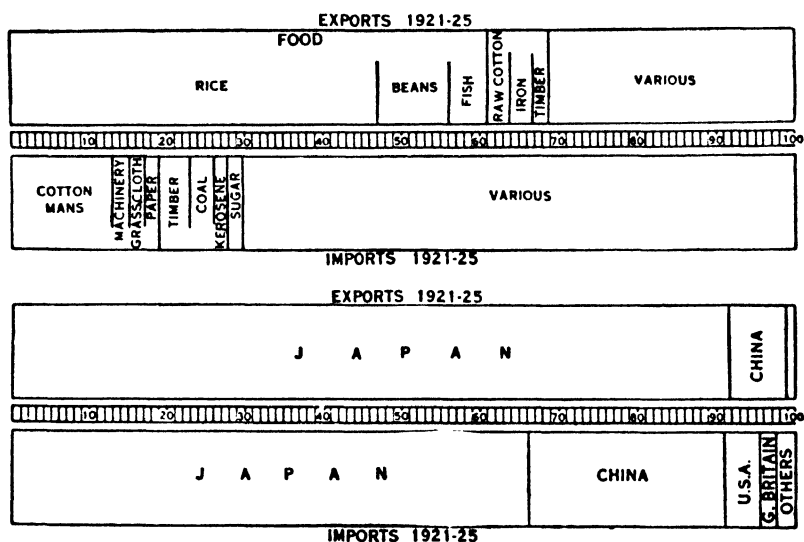 EXPORTS 1921-25
FOOD
RICE
BEANS
FISH
RAW COTTON
IRON
TIMBER
VARIOUS
10 20 30 40 50 60 70 80 90 100
COTTON
MANS
MACHINERY
GRASSCLOTH
PAPER
TIMBER
COAL
KEROSENE
SUGAR
VARIOUS
IMPORTS 1921-25
EXPORTS 1921-25
JAPAN
CHINA
10 20 30 40 50 60 70 80 90 100
JAPAN
CHINA
U.S.A.
G. BRITAIN
OTHERS
IMPORTS 1921-25